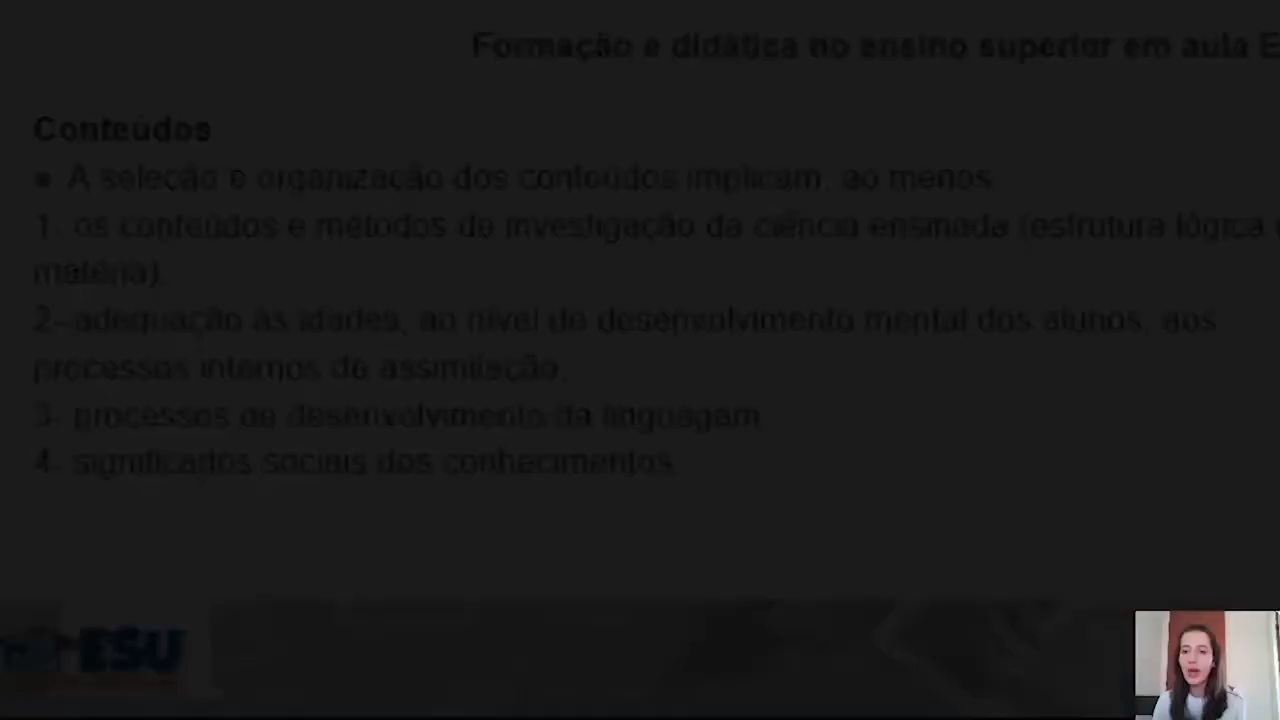 Formação e didática no ensino superior em aula E
Conteúdos
• A seleção e organização dos conteúdos implicam, ao menos
1- os conteúdos e métodos de investigação da ciência ensinada (estrutura lógica
matéria).
2- adequação às idades, ao nível de desenvolvimento mental dos alunos, aos
processos internos de assimilação.
3- processos de desenvolvimento da linguagem
4- significados sociais dos conhecimentos
ESU